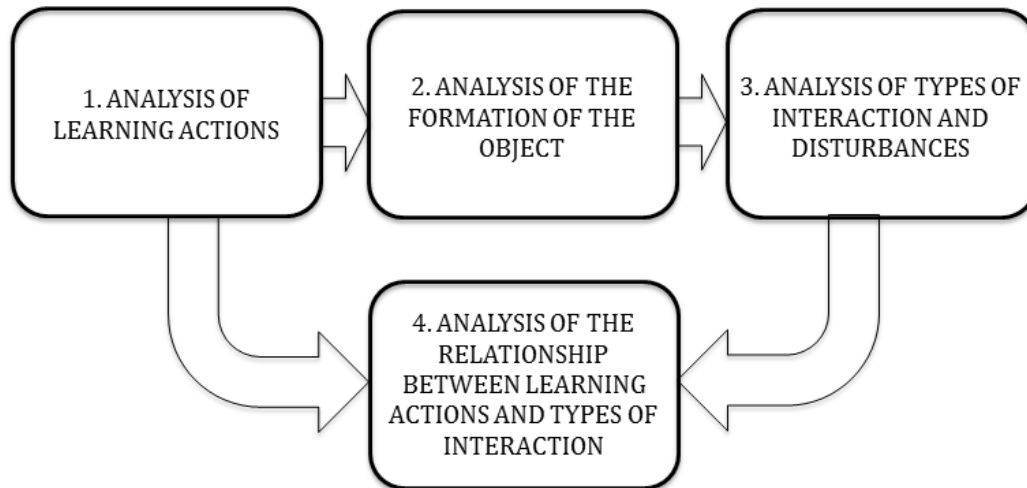 1. ANALYSIS OF
LEARNING ACTIONS
2. ANALYSIS OF THE
FORMATION OF THE
OBJECT
3. ANALYSIS OF TYPES OF
INTERACTION AND
DISTURBANCES
4. ANALYSIS OF THE
RELATIONSHIP
BETWEEN LEARNING
ACTIONS AND TYPES OF
INTERACTION